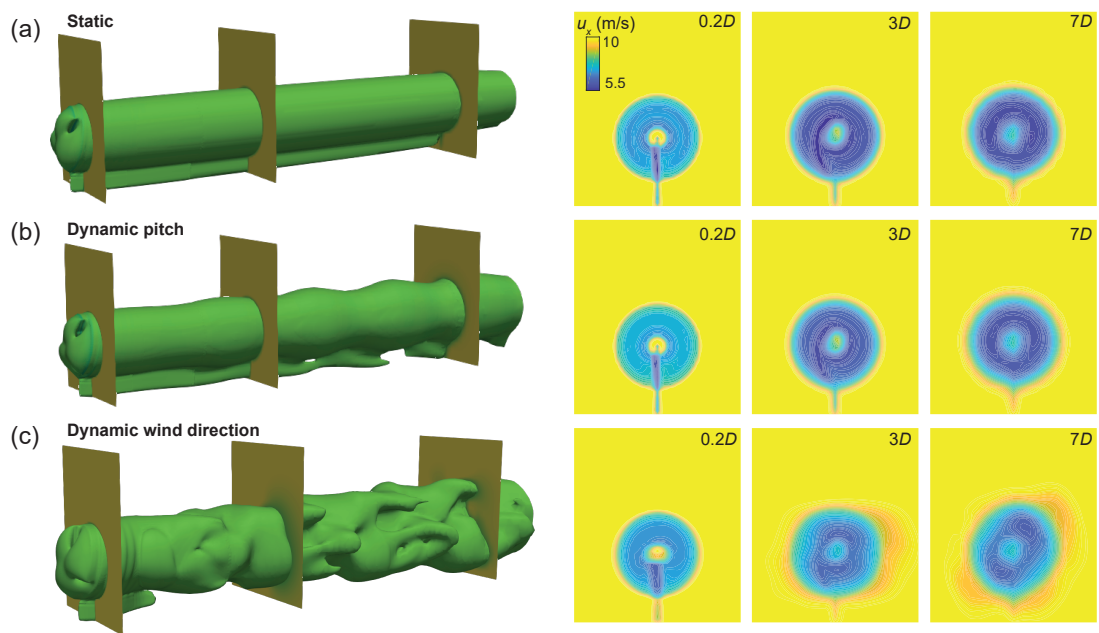 (a) Static
0.2D 3D 7D
u_x (m/s)
10
5.5
(b) Dynamic pitch
0.2D 3D 7D
(c) Dynamic wind direction
0.2D 3D 7D